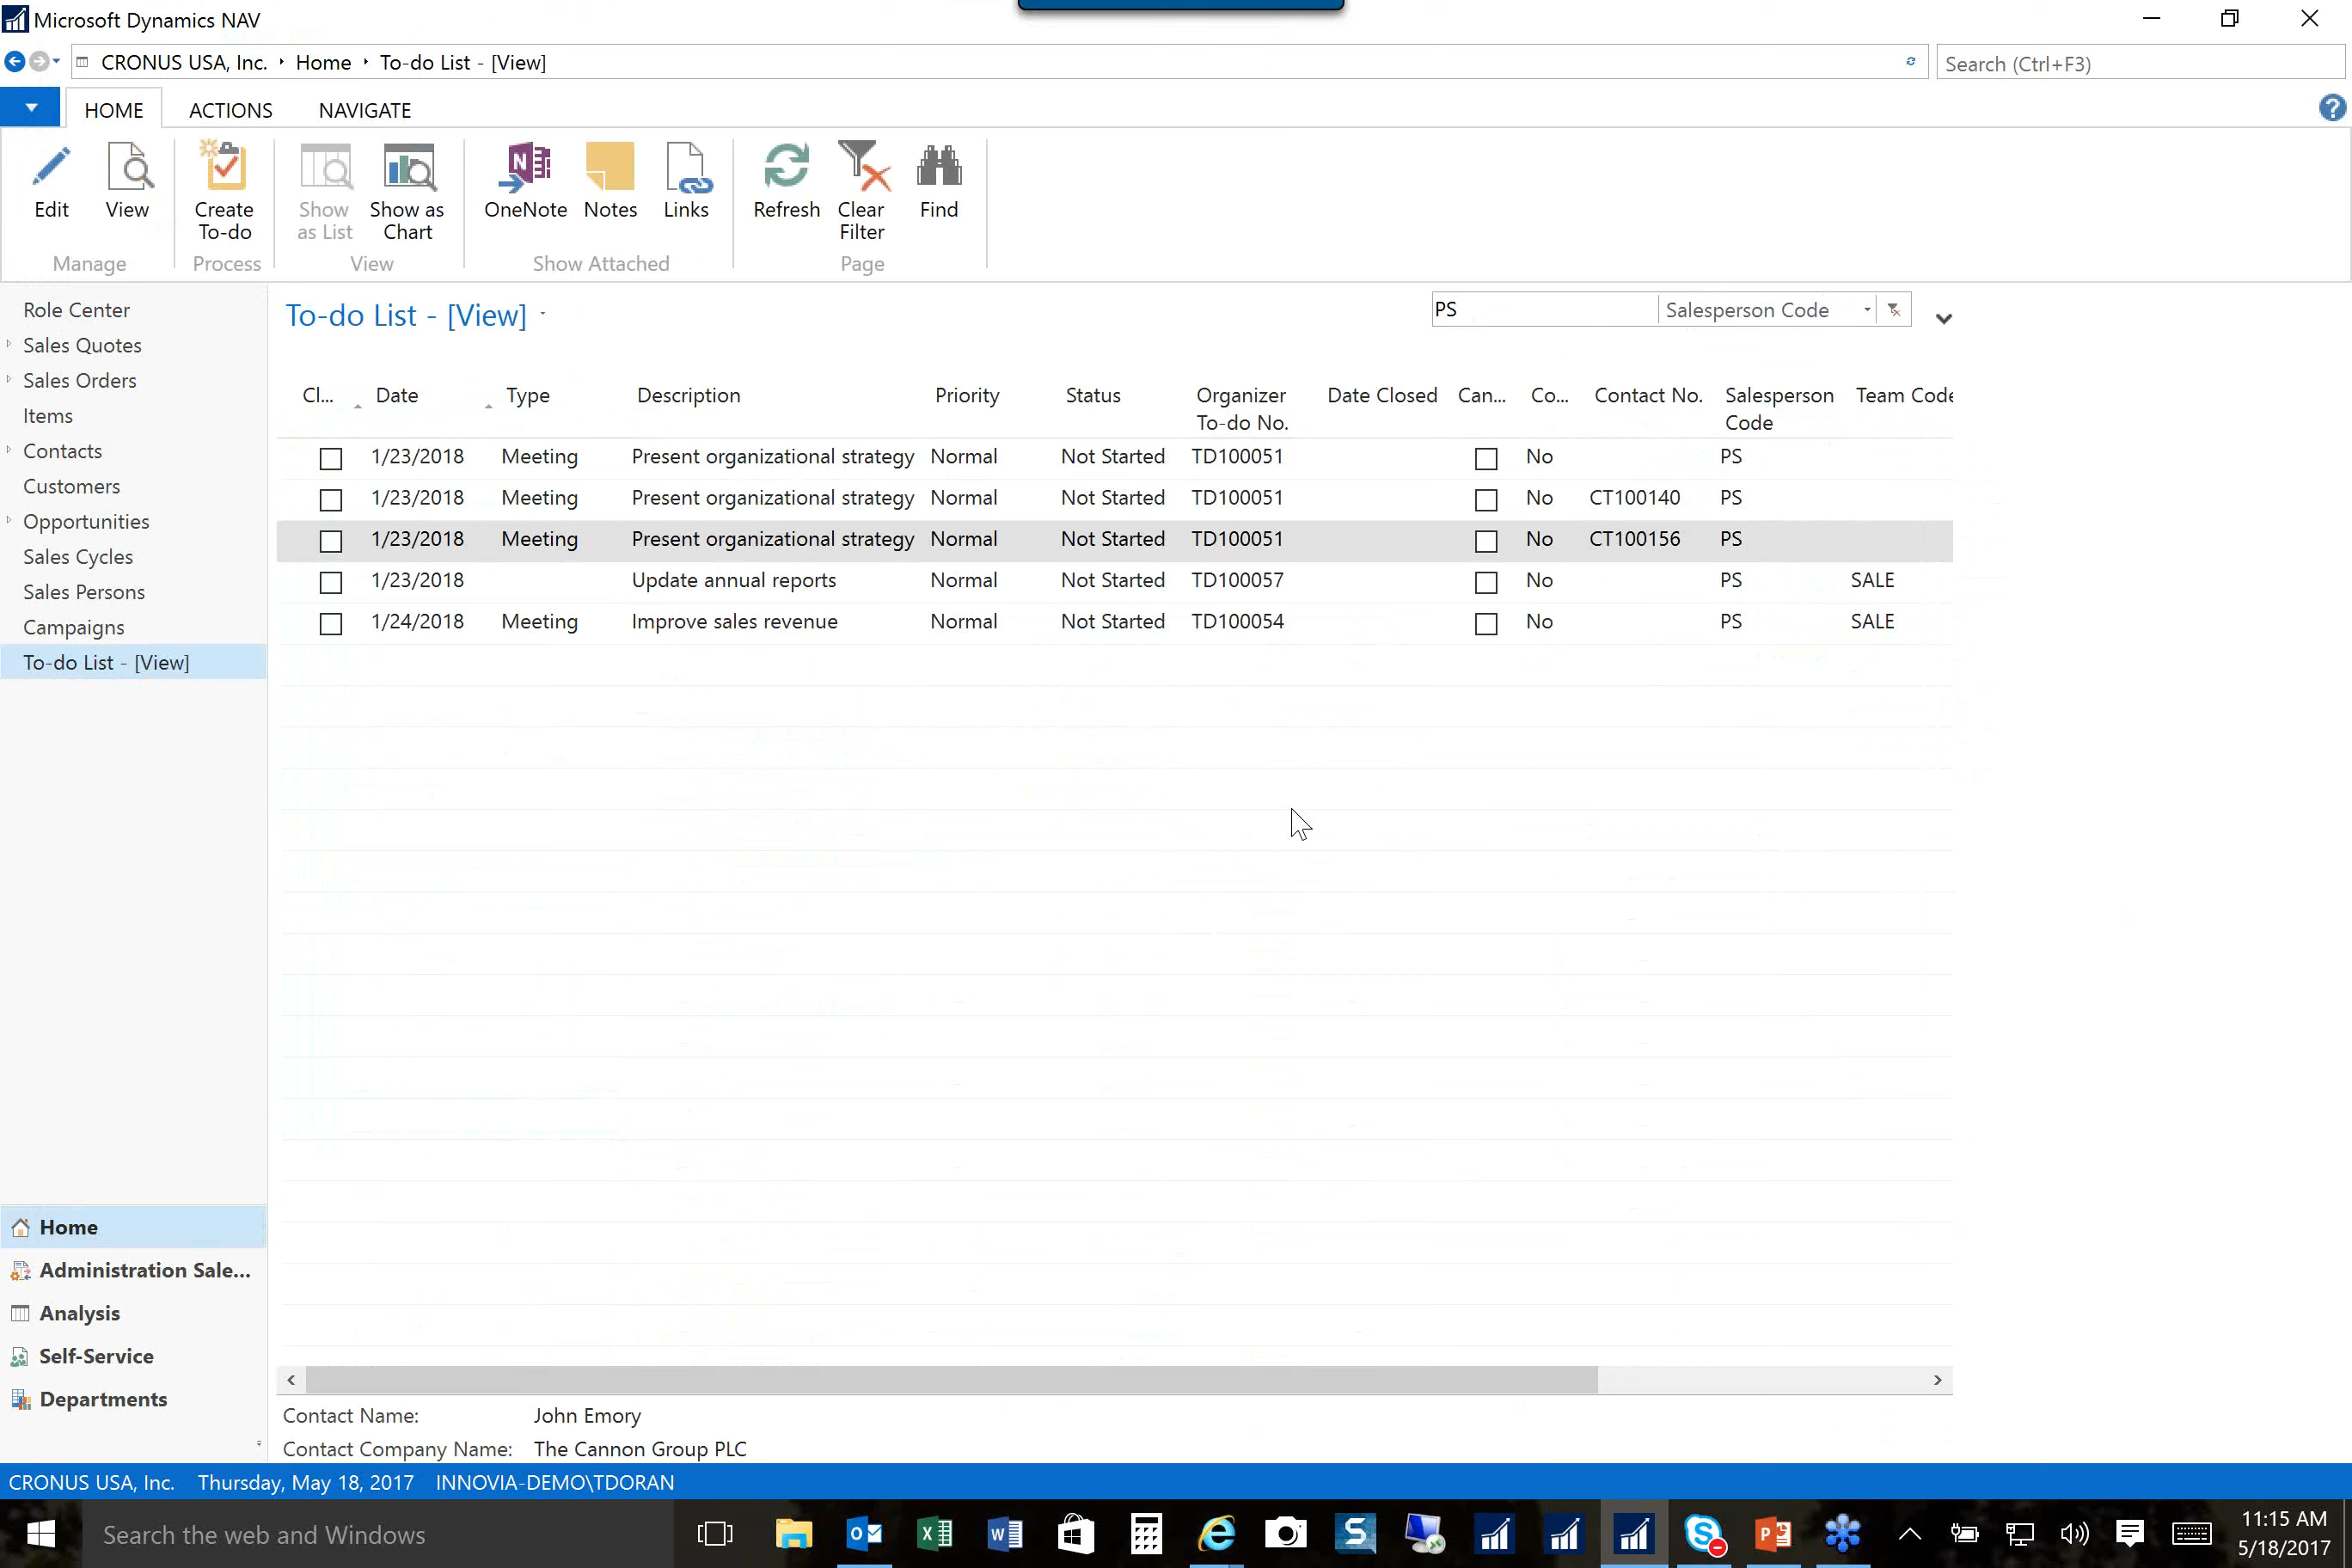 Microsoft Dynamics NAV
CRONUS USA, Inc. Home To-do List - [View]
Search (Ctrl+F3)
HOME ACTIONS NAVIGATE
Edit View Create To-do Show as List Show as Chart OneNote Notes Links Refresh Clear Filter Find
Manage Process View Show Attached Page
Role Center
Sales Quotes
Sales Orders
Items
Contacts
Customers
Opportunities
Sales Cycles
Sales Persons
Campaigns
To-do List - [View]
To-do List - [View]
PS Salesperson Code
Cl... Date Type Description Priority Status Organizer To-do No. Date Closed Can... Co... Contact No. Salesperson Code Team Code
1/23/2018 Meeting Present organizational strategy Normal Not Started TD100051 No PS
1/23/2018 Meeting Present organizational strategy Normal Not Started TD100051 No CT100140 PS
1/23/2018 Meeting Present organizational strategy Normal Not Started TD100051 No CT100156 PS
1/23/2018 Update annual reports Normal Not Started TD100057 No PS SALE
1/24/2018 Meeting Improve sales revenue Normal Not Started TD100054 No PS SALE
Home
Administration Sale...
Analysis
Self-Service
Departments
Contact Name: John Emory
Contact Company Name: The Cannon Group PLC
CRONUS USA, Inc. Thursday, May 18, 2017 INNOVIA-DEMO\TDORAN
Search the web and Windows
11:15 AM
5/18/2017